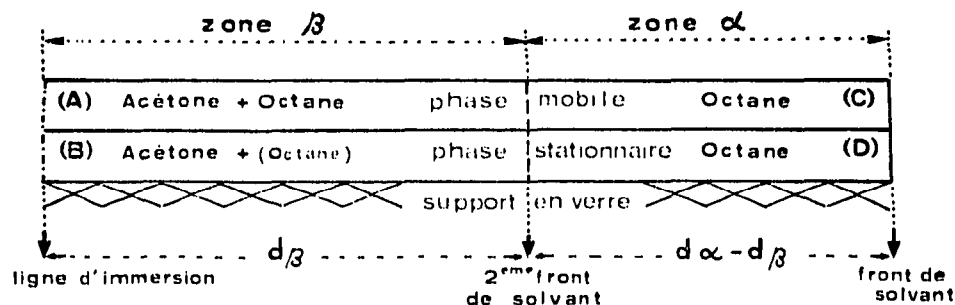 zone β zone α
(A) Acétone + Octane phase mobile Octane (C)
(B) Acétone + (Octane) phase stationnaire Octane (D)
support en verre
dβ dα-dβ
ligne d'immersion 2eme front de solvant front de solvant